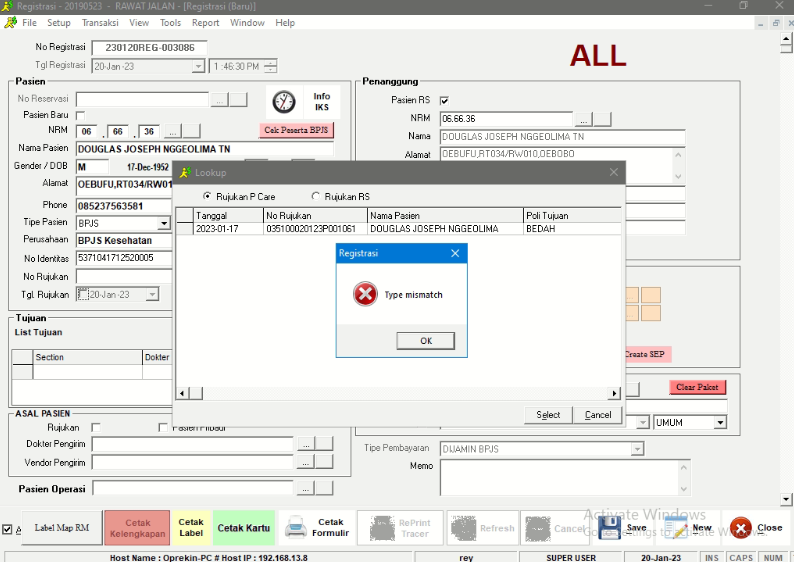 Registrasi - 20190523 - RAWAT JALAN - [Registrasi (Baru)]
File Setup Transaksi View Tools Report Window Help
No Registrasi 230120REG-003086
Tgl Registrasi 20-Jan -23 1 :46:30 PM
ALL
Pasien
No Reservasi ...
Info IKS
Pasien Baru
NRM 06 . 66 . 36 ... Cek Peserta BPJS
Nama Pasien DOUGLAS JOSEPH NGGEOLIMA TN
Gender / DOB M 17-Dec-1952
Alamat OEBUFU,RT034/RW01
Phone 085237563581
Tipe Pasien BPJS
Perusahaan BPJS Kesehatan
No Identitas 5371041712520005
No Rujukan
Tgl. Rujukan 20-Jan -23
Penanggung
Pasien RS
NRM 06.66.36 ...
Nama DOUGLAS JOSEPH NGGEOLIMA TN
Alamat OEBUFU,RT034/RW010,OEBOBO
Lookup
Rujukan P Care Rujukan RS
Tanggal No Rujukan Nama Pasien Poli Tujuan
2023-01-17 035100020123P001061 DOUGLAS JOSEPH NGGEOLIMA BEDAH
Registrasi
Type mismatch
OK
Select Cancel
Tujuan
List Tujuan
Section Dokter
Create SEP
Clear Paket
UMUM
ASAL PASIEN
Rujukan Pasien Pribadi
Dokter Pengirim ...
Vendor Pengirim ...
Pasien Operasi ...
Tipe Pembayaran DIJAMIN BPJS
Memo
Activate Windows
Go to Settings to activate Windows.
A Label Map RM Cetak Kelengkapan Cetak Label Cetak Kartu Cetak Formulir RePrint Tracer Refresh Cancel Save New Close
Host Name : Oprekin-PC # Host IP : 192.168.13.8 rey SUPER USER 20-Jan-23 INS CAPS NUM